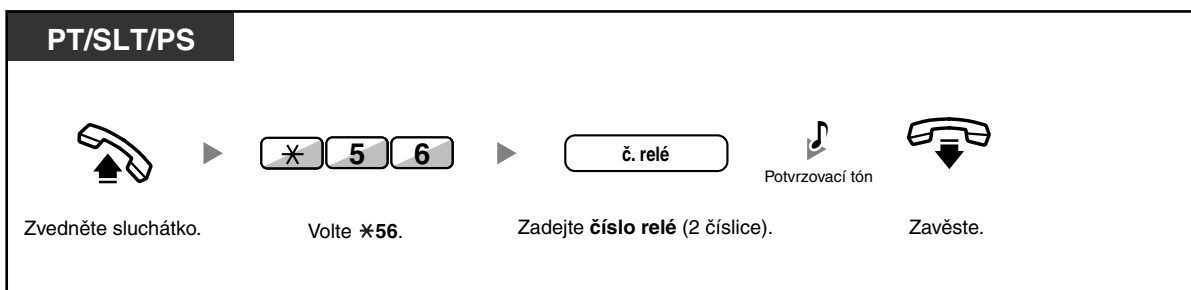 PT/SLT/PS
✳ 5 6
č. relé
Potvrzovací tón
Zvedněte sluchátko.
Volte ✳56.
Zadejte číslo relé (2 číslice).
Zavěste.